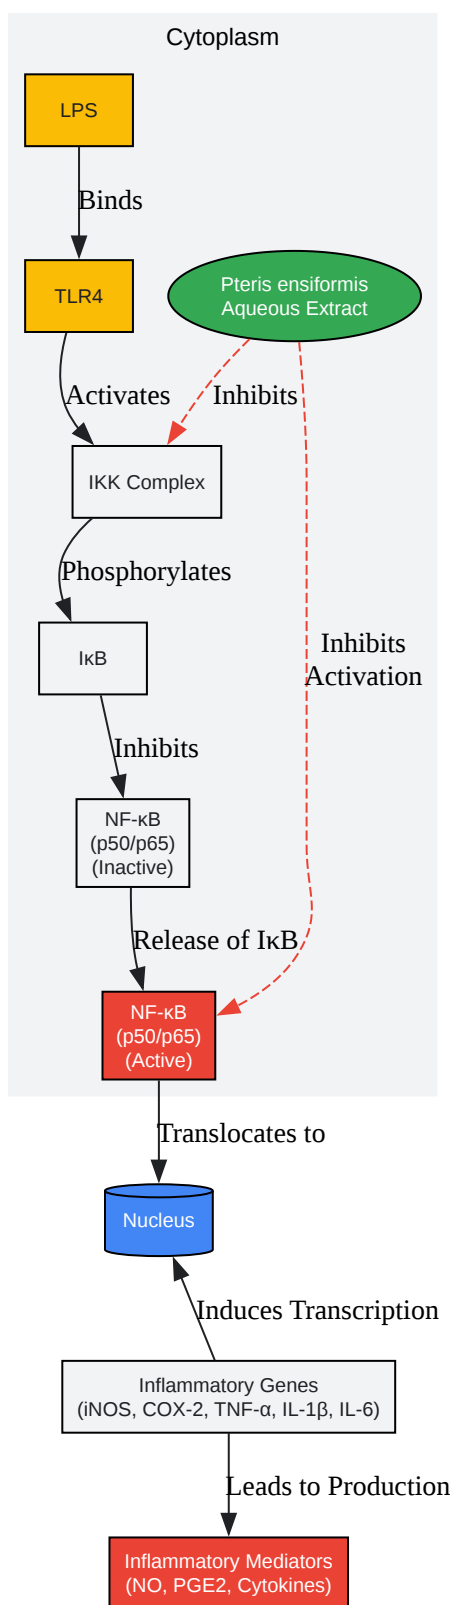 Cytoplasm
LPS
Binds
TLR4
Pteris ensiformis
Aqueous Extract
Activates
Inhibits
IKK Complex
Phosphorylates
IκB
Inhibits
Activation
Inhibits
NF-κB
(p50/p65)
(Inactive)
Release of IκB
NF-κB
(p50/p65)
(Active)
Translocates to
Nucleus
Induces Transcription
Inflammatory Genes
(iNOS, COX-2, TNF-α, IL-1β, IL-6)
Leads to Production
Inflammatory Mediators
(NO, PGE2, Cytokines)